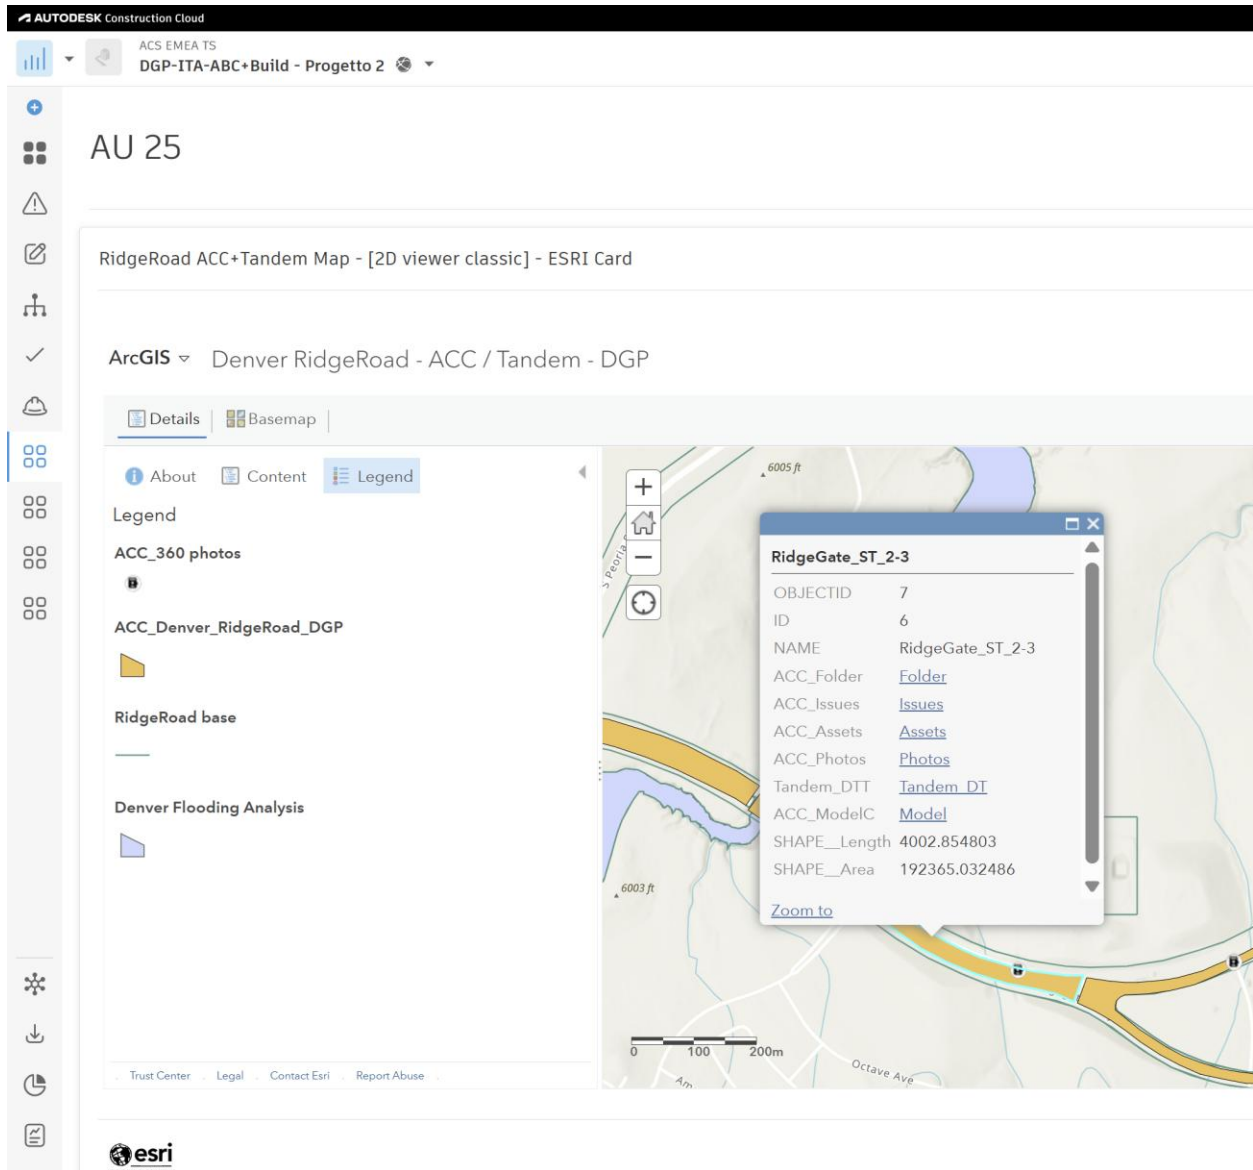 AUTODESK Construction Cloud
ACS EMEA TS
DGP-ITA-ABC+Build - Progetto 2
AU 25
RidgeRoad ACC+Tandem Map - [2D viewer classic] - ESRI Card
ArcGIS Denver RidgeRoad - ACC / Tandem - DGP
Details Basemap
About Content Legend
Legend
ACC_360 photos
ACC_Denver_RidgeRoad_DGP
RidgeRoad base
Denver Flooding Analysis
Trust Center . Legal . Contact Esri . Report Abuse .
6005 ft
S Peoria
RidgeGate_ST_2-3
OBJECTID 7
ID 6
NAME RidgeGate_ST_2-3
ACC_Folder Folder
ACC_Issues Issues
ACC_Assets Assets
ACC_Photos Photos
Tandem_DTT Tandem DT
ACC_ModelC Model
SHAPE__Length 4002.854803
SHAPE__Area 192365.032486
Zoom to
6003 ft
0 100 200m
Octave Ave
esri